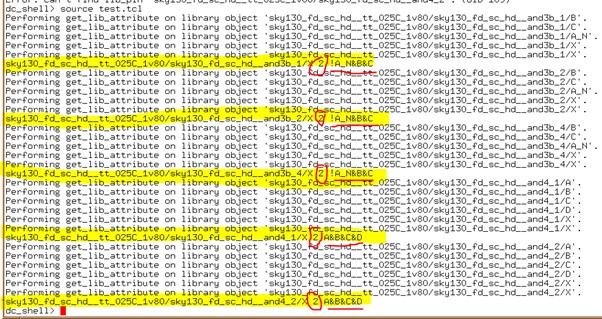 dc_shell> source test.tcl
Performing get_lib_attribute on library object 'sky130_fd_sc_hd__tt_025C_1v80/sky130_fd_sc_hd__and3b_1/B'.
Performing get_lib_attribute on library object 'sky130_fd_sc_hd__tt_025C_1v80/sky130_fd_sc_hd__and3b_1/C'.
Performing get_lib_attribute on library object 'sky130_fd_sc_hd__tt_025C_1v80/sky130_fd_sc_hd__and3b_1/A_N'.
Performing get_lib_attribute on library object 'sky130_fd_sc_hd__tt_025C_1v80/sky130_fd_sc_hd__and3b_1/X'.
Performing get_lib_attribute on library object 'sky130_fd_sc_hd__tt_025C_1v80/sky130_fd_sc_hd__and3b_1/X'.
sky130_fd_sc_hd__tt_025C_1v80/sky130_fd_sc_hd__and3b_1/X 2 !A_N&B&C
Performing get_lib_attribute on library object 'sky130_fd_sc_hd__tt_025C_1v80/sky130_fd_sc_hd__and3b_2/B'.
Performing get_lib_attribute on library object 'sky130_fd_sc_hd__tt_025C_1v80/sky130_fd_sc_hd__and3b_2/C'.
Performing get_lib_attribute on library object 'sky130_fd_sc_hd__tt_025C_1v80/sky130_fd_sc_hd__and3b_2/A_N'.
Performing get_lib_attribute on library object 'sky130_fd_sc_hd__tt_025C_1v80/sky130_fd_sc_hd__and3b_2/X'.
Performing get_lib_attribute on library object 'sky130_fd_sc_hd__tt_025C_1v80/sky130_fd_sc_hd__and3b_2/X'.
sky130_fd_sc_hd__tt_025C_1v80/sky130_fd_sc_hd__and3b_2/X 2 !A_N&B&C
Performing get_lib_attribute on library object 'sky130_fd_sc_hd__tt_025C_1v80/sky130_fd_sc_hd__and3b_4/B'.
Performing get_lib_attribute on library object 'sky130_fd_sc_hd__tt_025C_1v80/sky130_fd_sc_hd__and3b_4/C'.
Performing get_lib_attribute on library object 'sky130_fd_sc_hd__tt_025C_1v80/sky130_fd_sc_hd__and3b_4/A_N'.
Performing get_lib_attribute on library object 'sky130_fd_sc_hd__tt_025C_1v80/sky130_fd_sc_hd__and3b_4/X'.
Performing get_lib_attribute on library object 'sky130_fd_sc_hd__tt_025C_1v80/sky130_fd_sc_hd__and3b_4/X'.
sky130_fd_sc_hd__tt_025C_1v80/sky130_fd_sc_hd__and3b_4/X 2 !A_N&B&C
Performing get_lib_attribute on library object 'sky130_fd_sc_hd__tt_025C_1v80/sky130_fd_sc_hd__and4_1/A'.
Performing get_lib_attribute on library object 'sky130_fd_sc_hd__tt_025C_1v80/sky130_fd_sc_hd__and4_1/B'.
Performing get_lib_attribute on library object 'sky130_fd_sc_hd__tt_025C_1v80/sky130_fd_sc_hd__and4_1/C'.
Performing get_lib_attribute on library object 'sky130_fd_sc_hd__tt_025C_1v80/sky130_fd_sc_hd__and4_1/D'.
Performing get_lib_attribute on library object 'sky130_fd_sc_hd__tt_025C_1v80/sky130_fd_sc_hd__and4_1/X'.
Performing get_lib_attribute on library object 'sky130_fd_sc_hd__tt_025C_1v80/sky130_fd_sc_hd__and4_1/X'.
sky130_fd_sc_hd__tt_025C_1v80/sky130_fd_sc_hd__and4_1/X 2 A&B&C&D
Performing get_lib_attribute on library object 'sky130_fd_sc_hd__tt_025C_1v80/sky130_fd_sc_hd__and4_2/A'.
Performing get_lib_attribute on library object 'sky130_fd_sc_hd__tt_025C_1v80/sky130_fd_sc_hd__and4_2/B'.
Performing get_lib_attribute on library object 'sky130_fd_sc_hd__tt_025C_1v80/sky130_fd_sc_hd__and4_2/C'.
Performing get_lib_attribute on library object 'sky130_fd_sc_hd__tt_025C_1v80/sky130_fd_sc_hd__and4_2/D'.
Performing get_lib_attribute on library object 'sky130_fd_sc_hd__tt_025C_1v80/sky130_fd_sc_hd__and4_2/X'.
Performing get_lib_attribute on library object 'sky130_fd_sc_hd__tt_025C_1v80/sky130_fd_sc_hd__and4_2/X'.
sky130_fd_sc_hd__tt_025C_1v80/sky130_fd_sc_hd__and4_2/X 2 A&B&C&D
dc_shell>